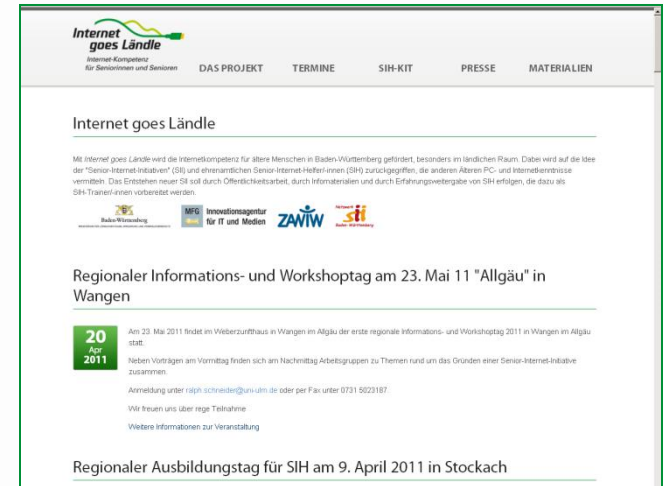 Internet
goes Ländle
Internet-Kompetenz
für Seniorinnen und Senioren
DAS PROJEKT TERMINE SIH-KIT PRESSE MATERIALIEN
Internet goes Ländle
Mit Internet goes Ländle wird die Internetkompetenz für ältere Menschen in Baden-Württemberg gefördert, besonders im ländlichen Raum. Dabei wird auf die Idee
der "Senior-Internet-Initiativen" (SII) und ehrenamtlichen Senior-Internet-Helfer/-innen (SIH) zurückgegriffen, die anderen Älteren PC- und Internetkenntnisse
vermitteln. Das Entstehen neuer SII soll durch Öffentlichkeitsarbeit, durch Infomaterialien und durch Erfahrungsweitergabe von SIH erfolgen, die dazu als
SIH-Trainer/-innen vorbereitet werden.
Baden-Württemberg
MFG Innovationsagentur
für IT und Medien
ZAWiW
Netzwerk
sii
Baden-Württemberg
Regionaler Informations- und Workshoptag am 23. Mai 11 "Allgäu" in
Wangen
20
Apr
2011
Am 23. Mai 2011 findet im Weberzunfthaus in Wangen im Allgäu der erste regionale Informations- und Workshoptag 2011 in Wangen im Allgäu
statt.
Neben Vorträgen am Vormittag finden sich am Nachmittag Arbeitsgruppen zu Themen rund um das Gründen einer Senior-Internet-Initiative
zusammen.
Anmeldung unter ralph.schneider@uni-ulm.de oder per Fax unter 0731 5023187.
Wir freuen uns über rege Teilnahme
Weitere Informationen zur Veranstaltung
Regionaler Ausbildungstag für SIH am 9. April 2011 in Stockach